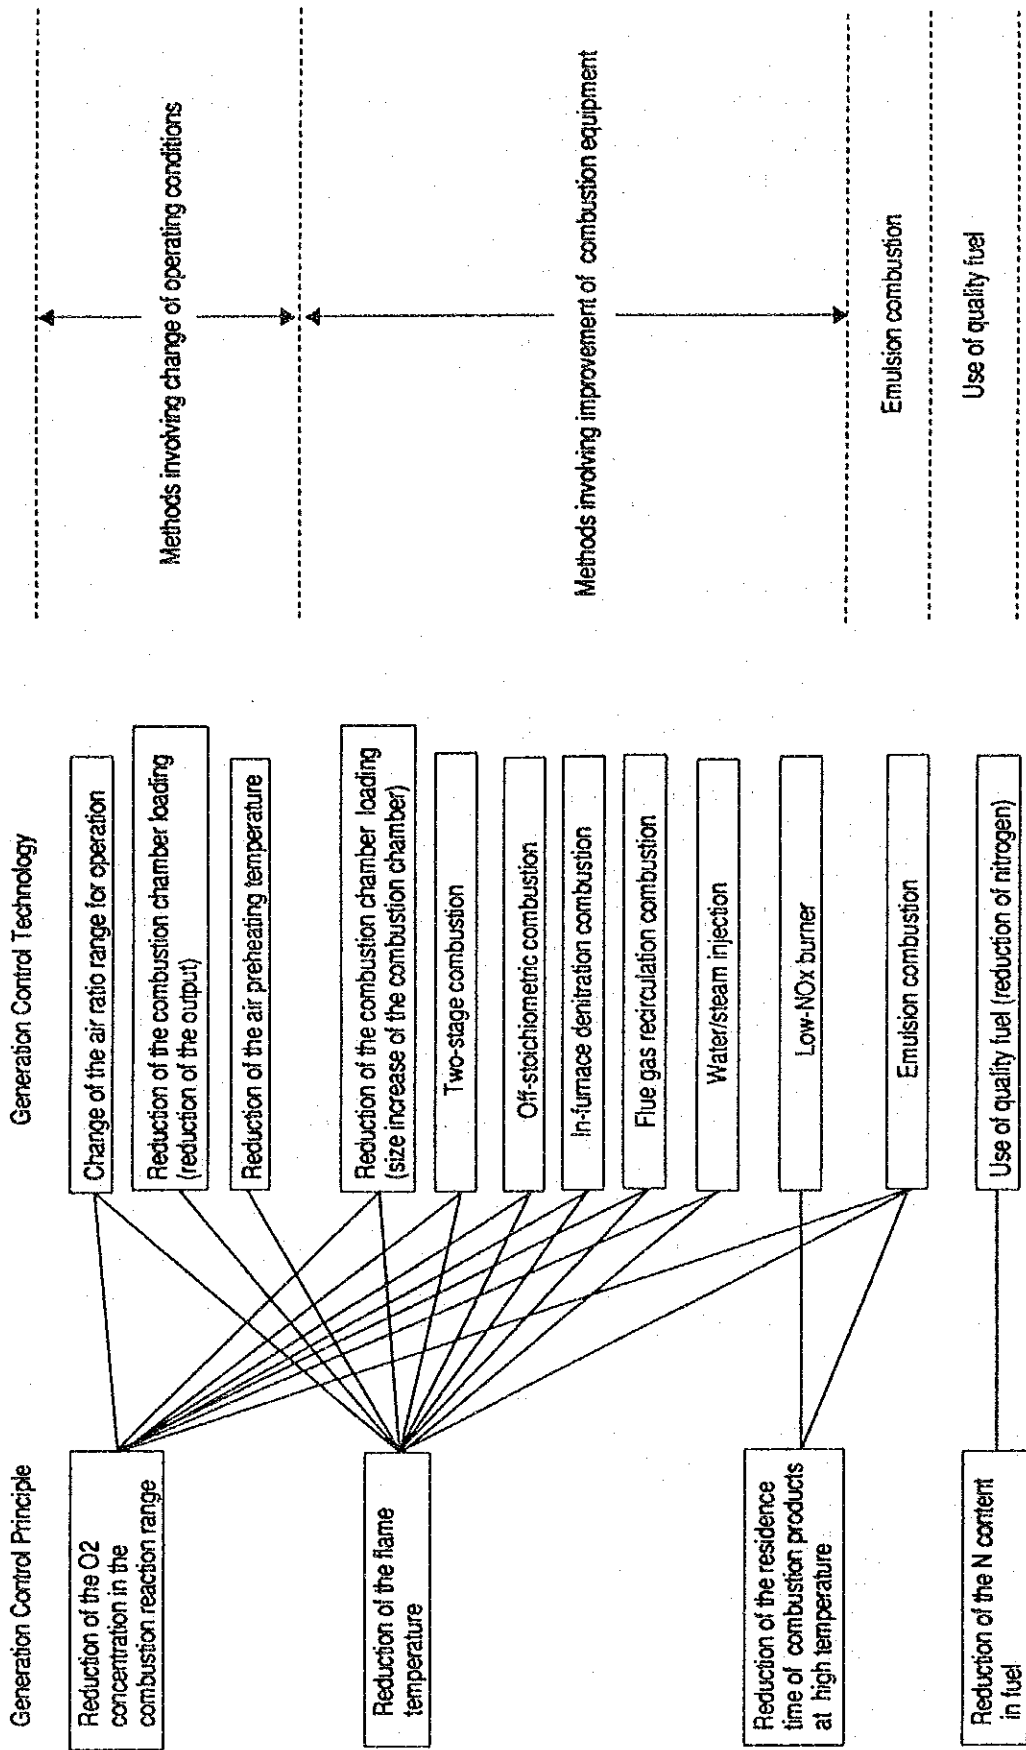 Generation Control Principle
Generation Control Technology
Reduction of the O2
concentration in the
combustion reaction range
Reduction of the flame
temperature
Reduction of the residence
time of combustion products
at high temperature
Reduction of the N content
in fuel
Change of the air ratio range for operation
Reduction of the combustion chamber loading
(reduction of the output)
Reduction of the air preheating temperature
Reduction of the combustion chamber loading
(size increase of the combustion chamber)
Two-stage combustion
Off-stoichiometric combustion
In-furnace denitration combustion
Flue gas recirculation combustion
Water/steam injection
Low-NOx burner
Emulsion combustion
Use of quality fuel (reduction of nitrogen)
Methods involving change of operating conditions
Methods involving improvement of combustion equipment
Emulsion combustion
Use of quality fuel